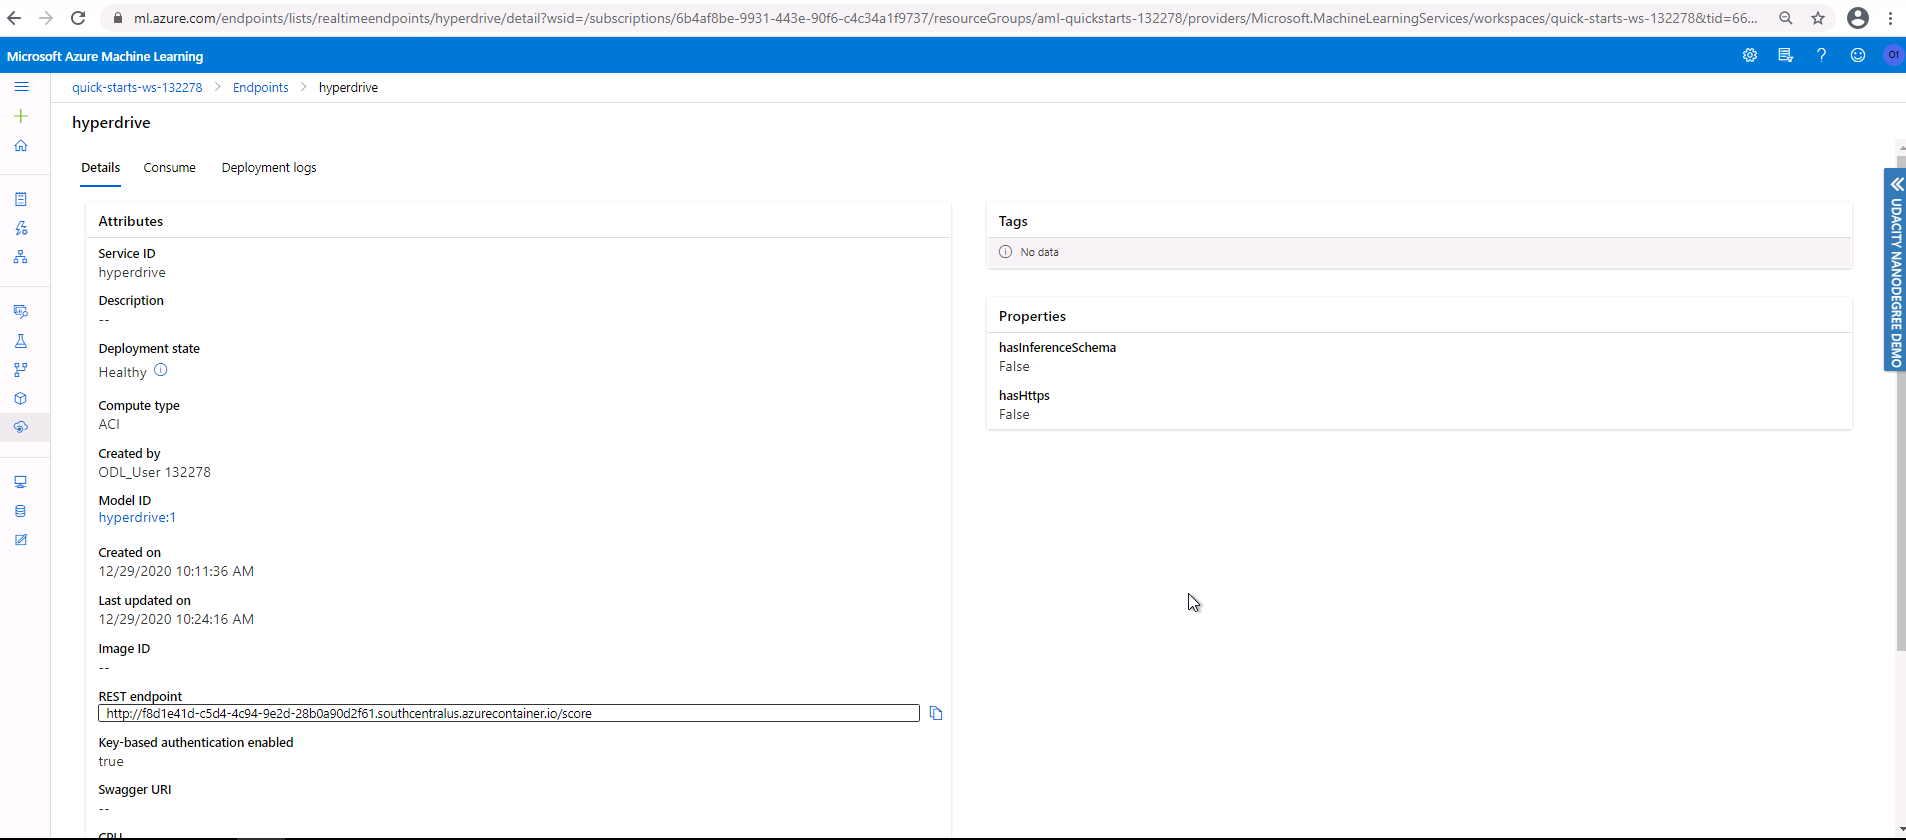 ml.azure.com/endpoints/lists/realtimeendpoints/hyperdrive/detail?wsid=/subscriptions/6b4af8be-9931-443e-90f6-c4c34a1f9737/resourceGroups/aml-quickstarts-132278/providers/Microsoft.MachineLearningServices/workspaces/quick-starts-ws-132278&tid=66...
Microsoft Azure Machine Learning
O1
quick-starts-ws-132278 > Endpoints > hyperdrive
hyperdrive
Details Consume Deployment logs
Attributes
Service ID
hyperdrive
Description
--
Deployment state
Healthy
Compute type
ACI
Created by
ODL_User 132278
Model ID
hyperdrive:1
Created on
12/29/2020 10:11:36 AM
Last updated on
12/29/2020 10:24:16 AM
Image ID
--
REST endpoint
http://f8d1e41d-c5d4-4c94-9e2d-28b0a90d2f61.southcentralus.azurecontainer.io/score
Key-based authentication enabled
true
Swagger URI
--
CPU
Tags
No data
Properties
hasInferenceSchema
False
hasHttps
False
UDACITY NANODEGREE DEMO